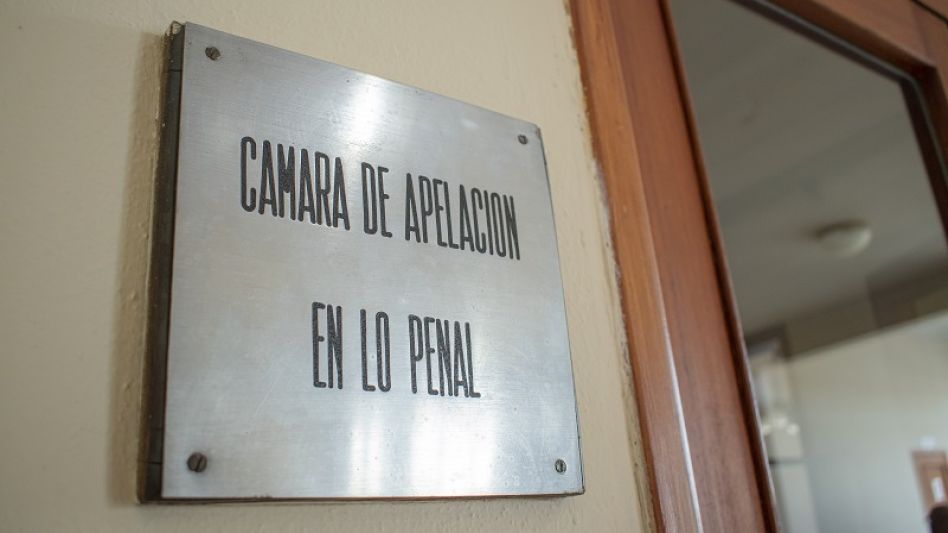 CAMARA DE APELACION
EN LO PENAL